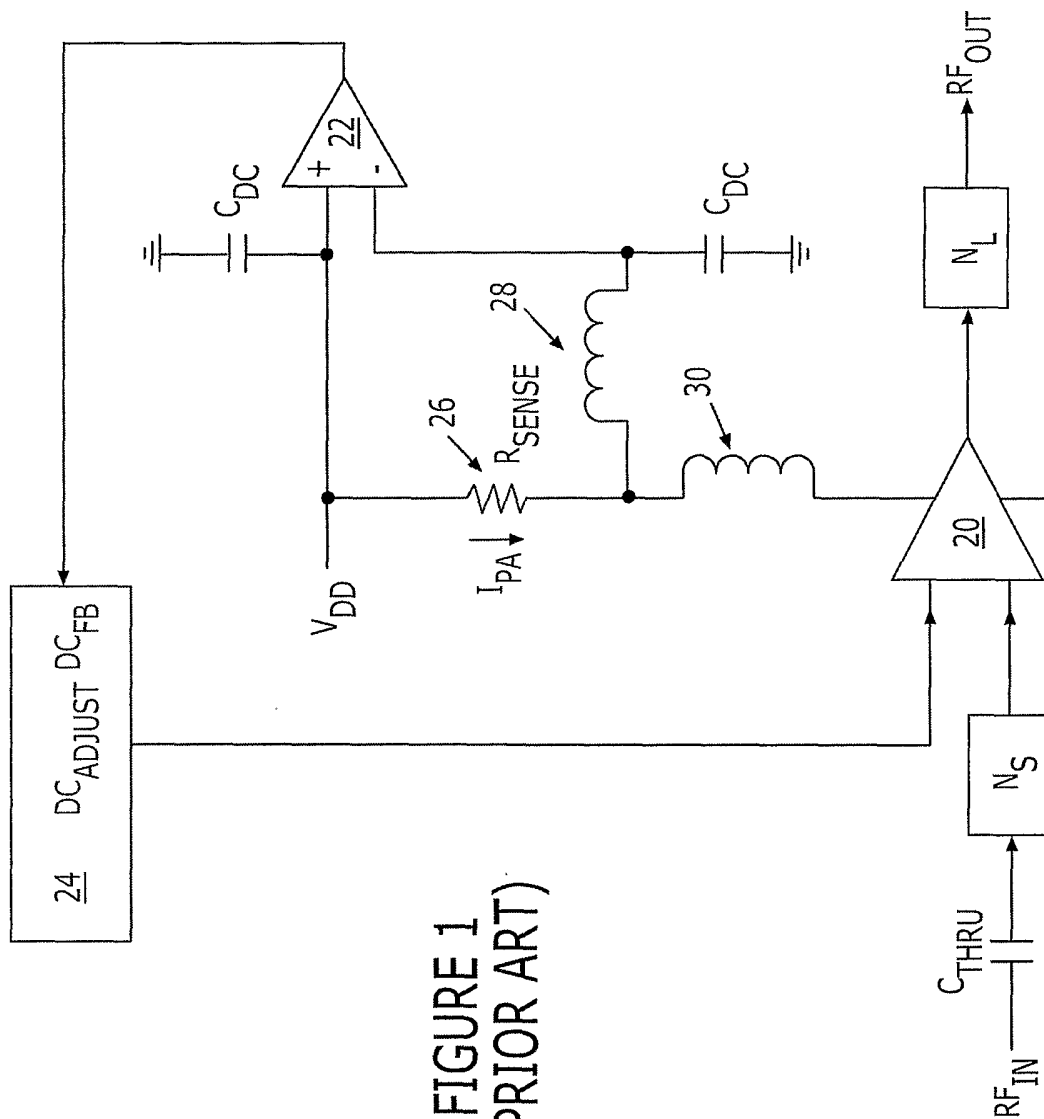 24 DC_ADJUST DC_FB
V_DD
C_DC
+
-
22
I_PA
26
R_SENSE
28
C_DC
30
20
RF_IN
C_THRU
N_S
N_L
RF_OUT
FIGURE 1
PRIOR ART)